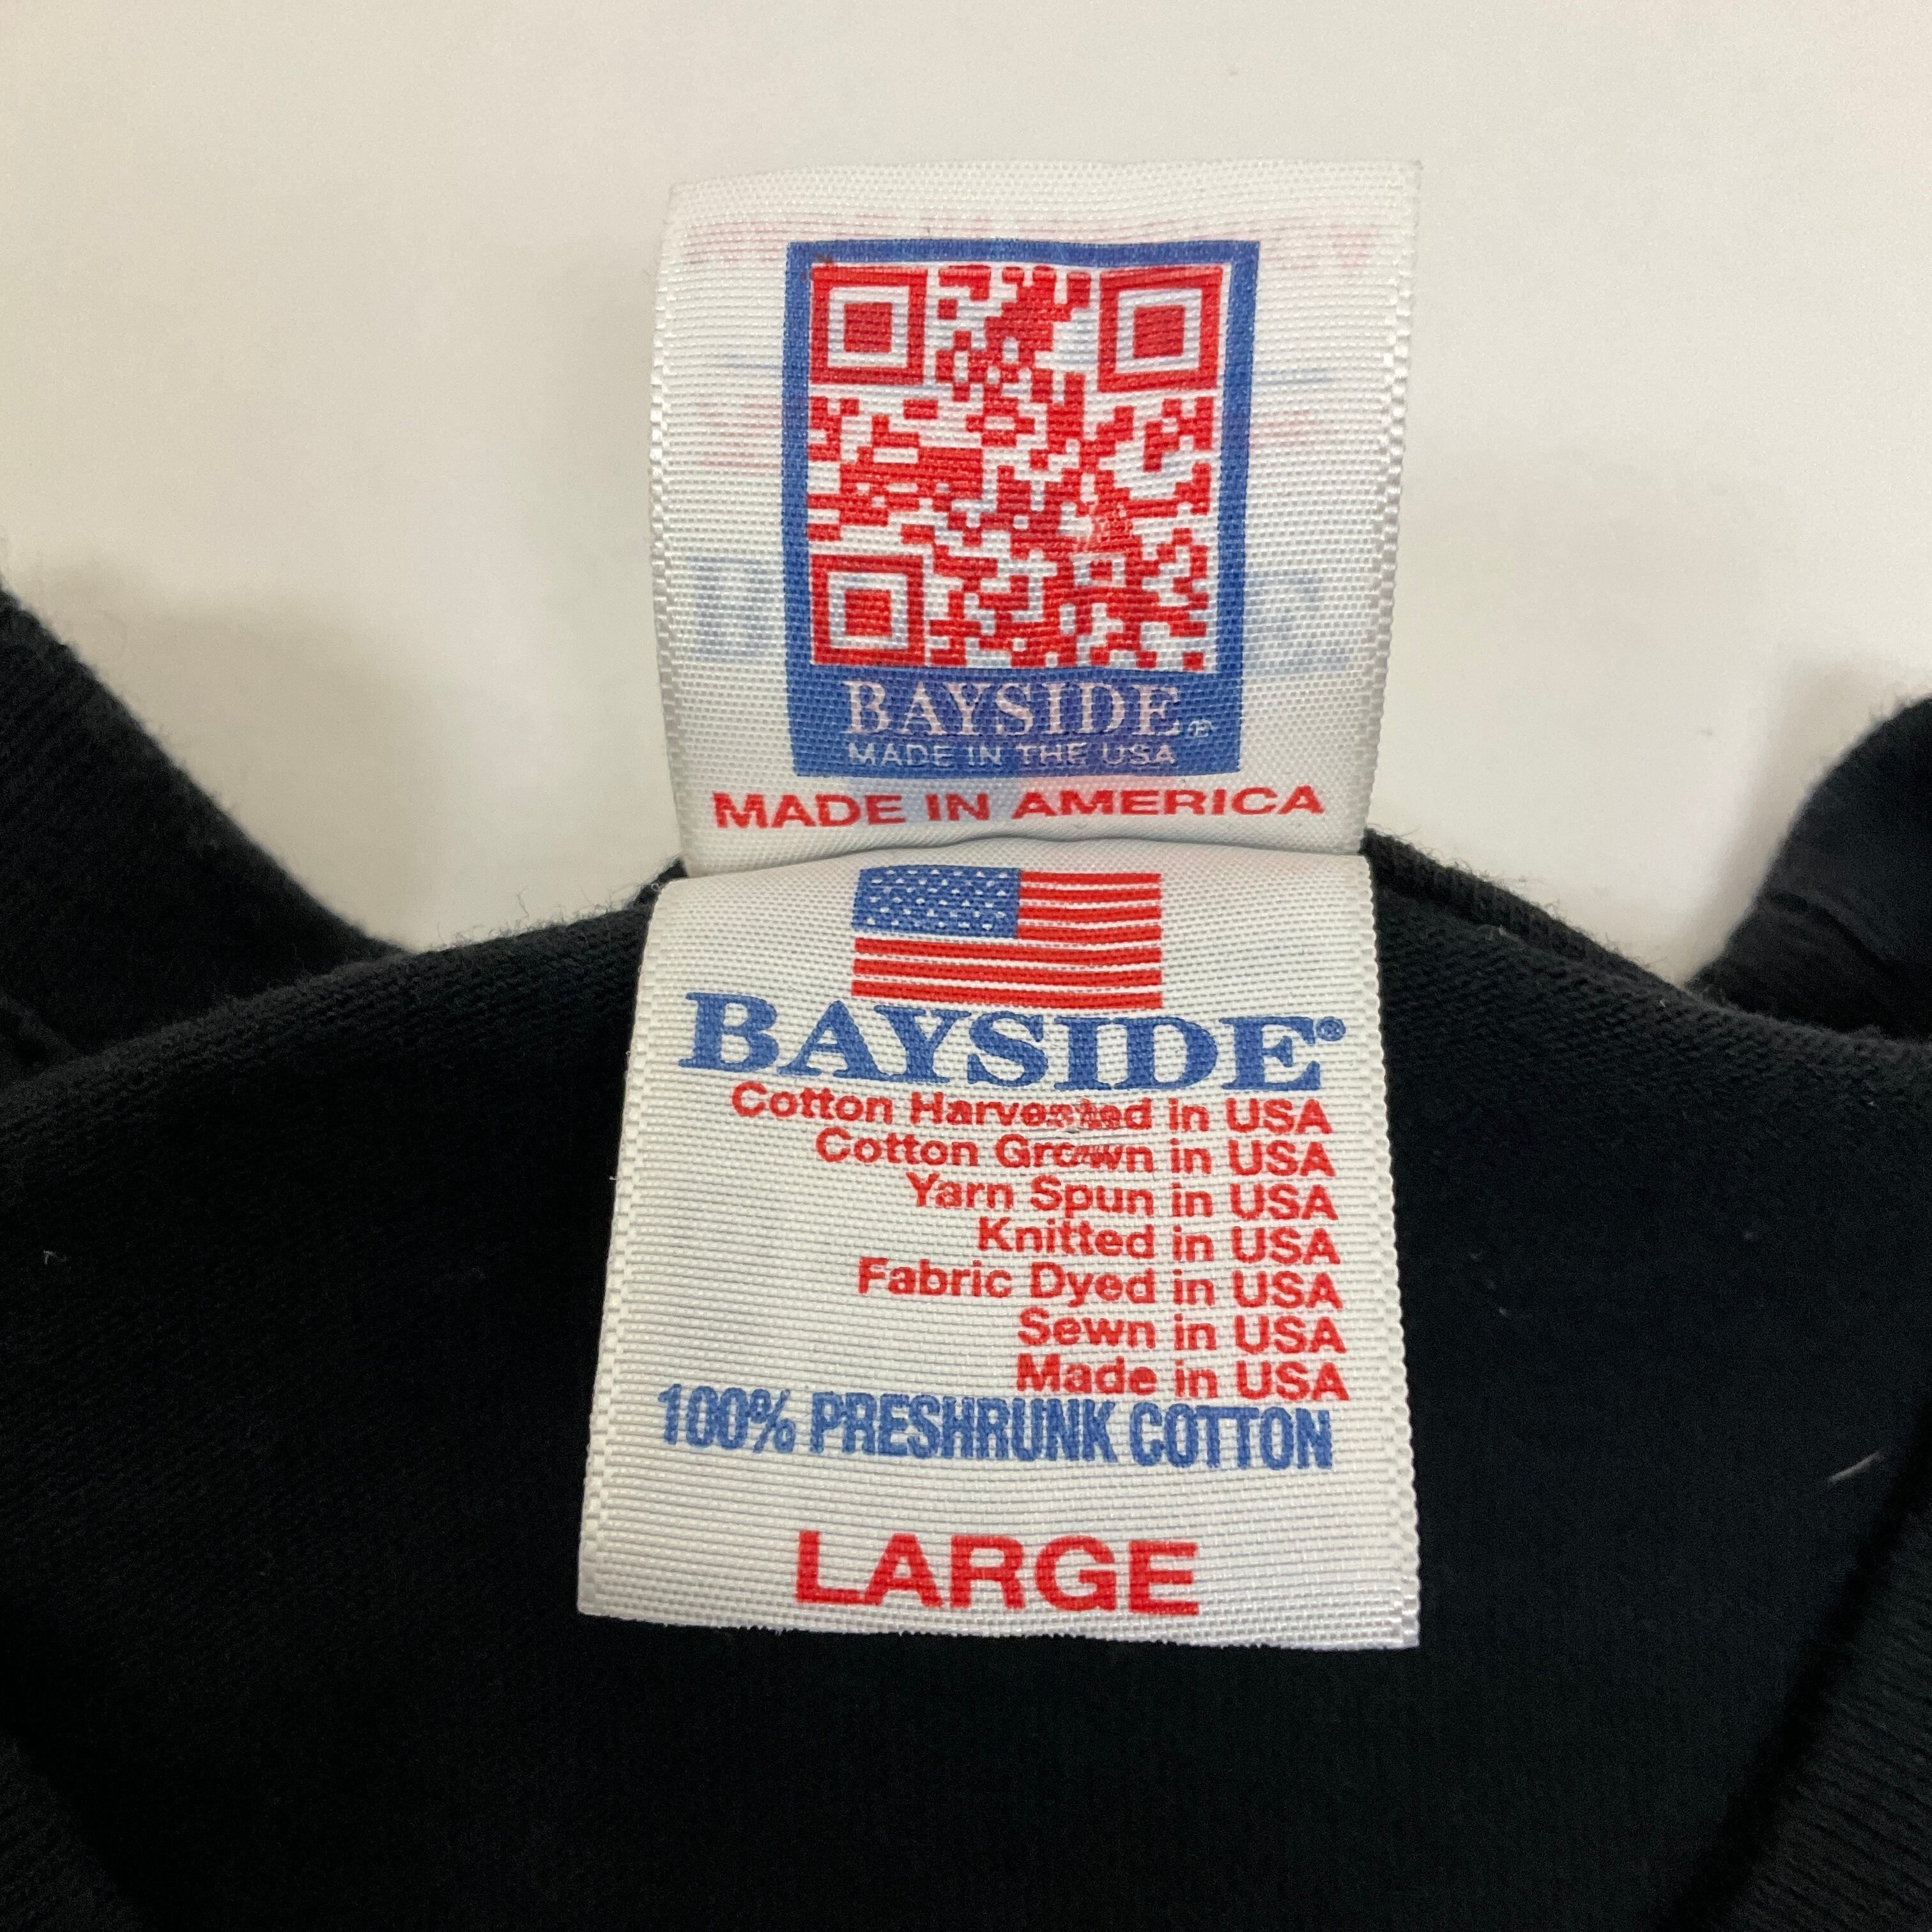 BAYSIDE®
MADE IN THE USA
MADE IN AMERICA
BAYSIDE®
Cotton Harvested in USA
Cotton Grown in USA
Yarn Spun in USA
Knitted in USA
Fabric Dyed in USA
Sewn in USA
Made in USA
100% PRESHRUNK COTTON
LARGE